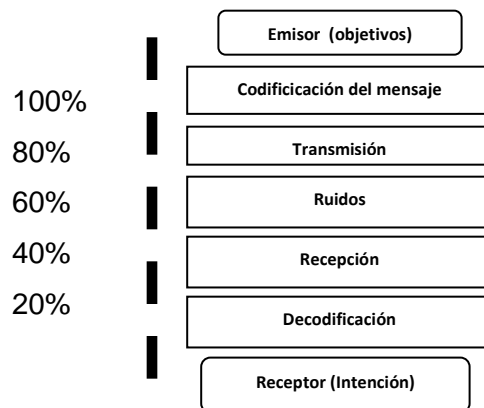 Emisor (objetivos)
Codificicación del mensaje
100%
Transmisión
80%
Ruidos
60%
Recepción
40%
20%
Decodificación
Receptor (Intención)